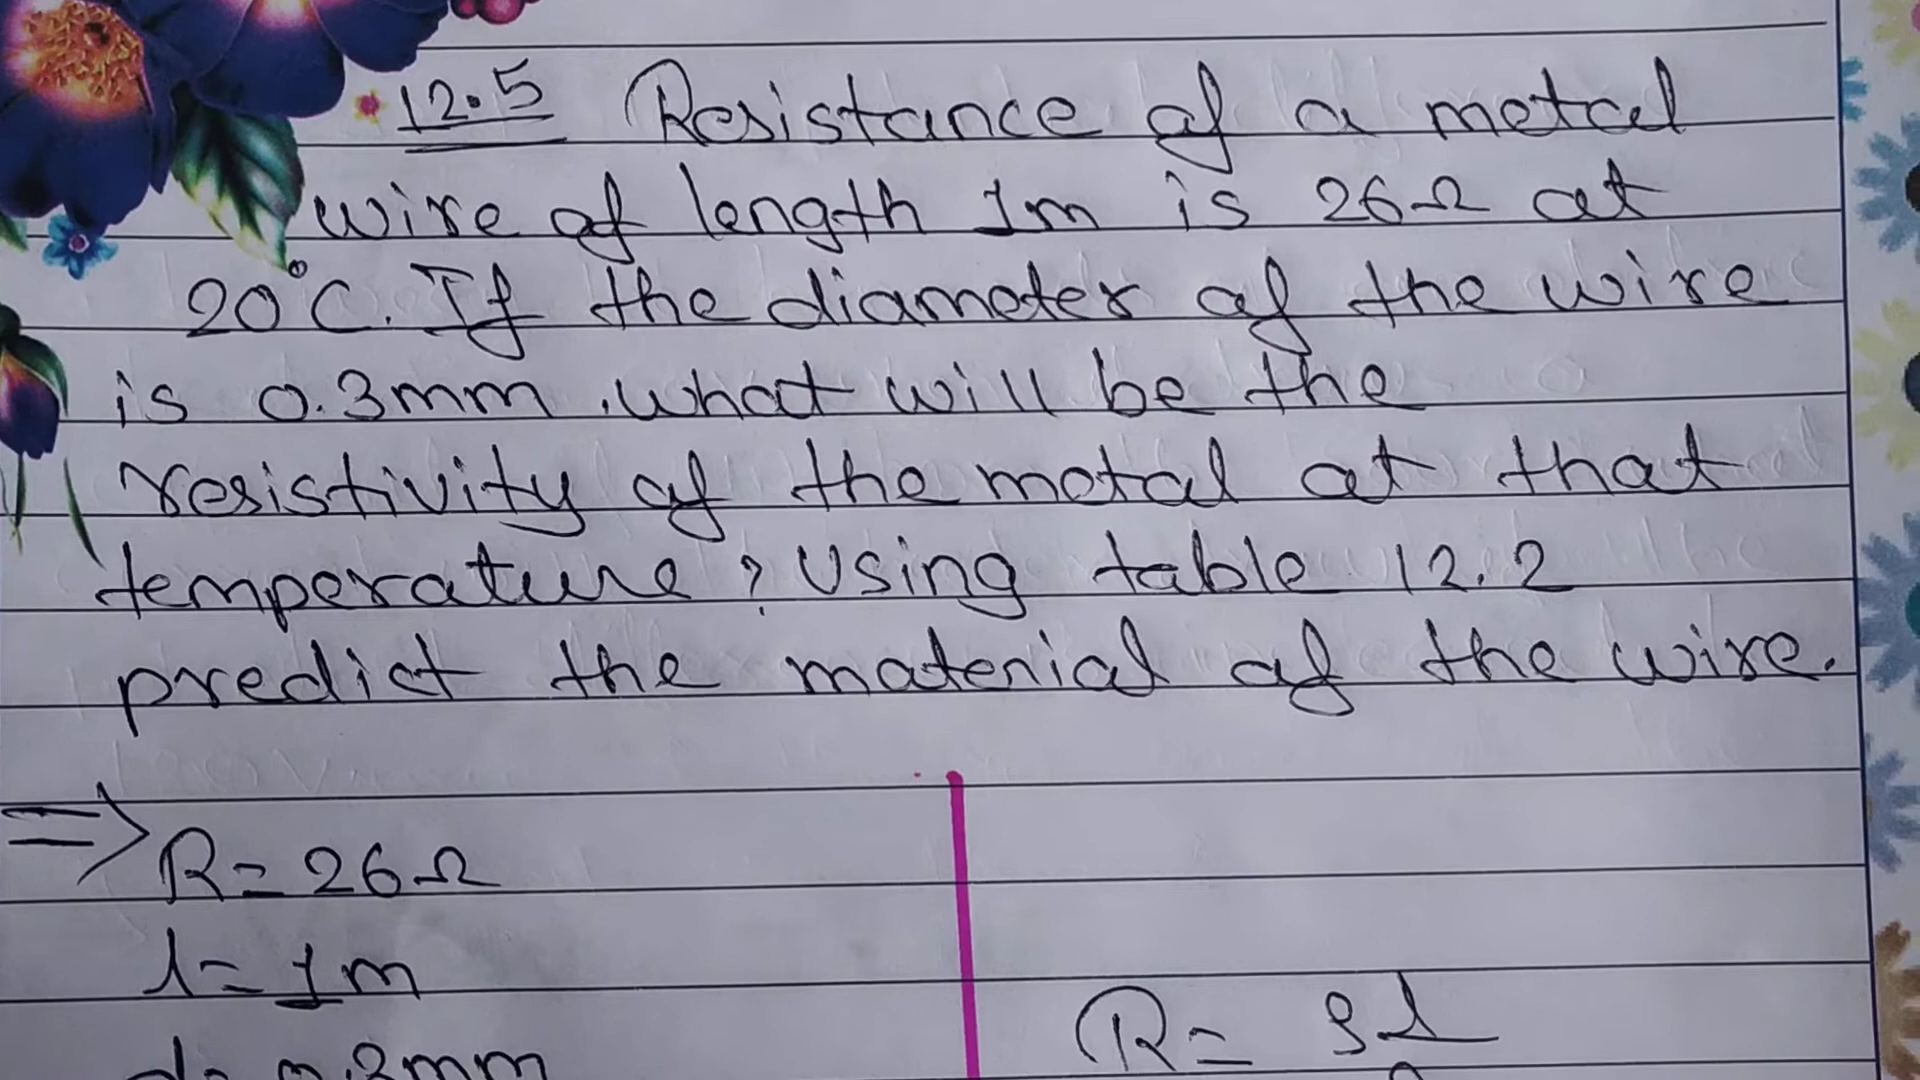 12.5 Resistance of a metal
wire of length 1m is 26Ω at
20°C. If the diameter of the wire
is 0.3mm, what will be the
resistivity of the metal at that
temperature? Using table 12.2
predict the material of the wire.
⇒ R = 26Ω
l = 1m
R = ρl
d = 0.3mm